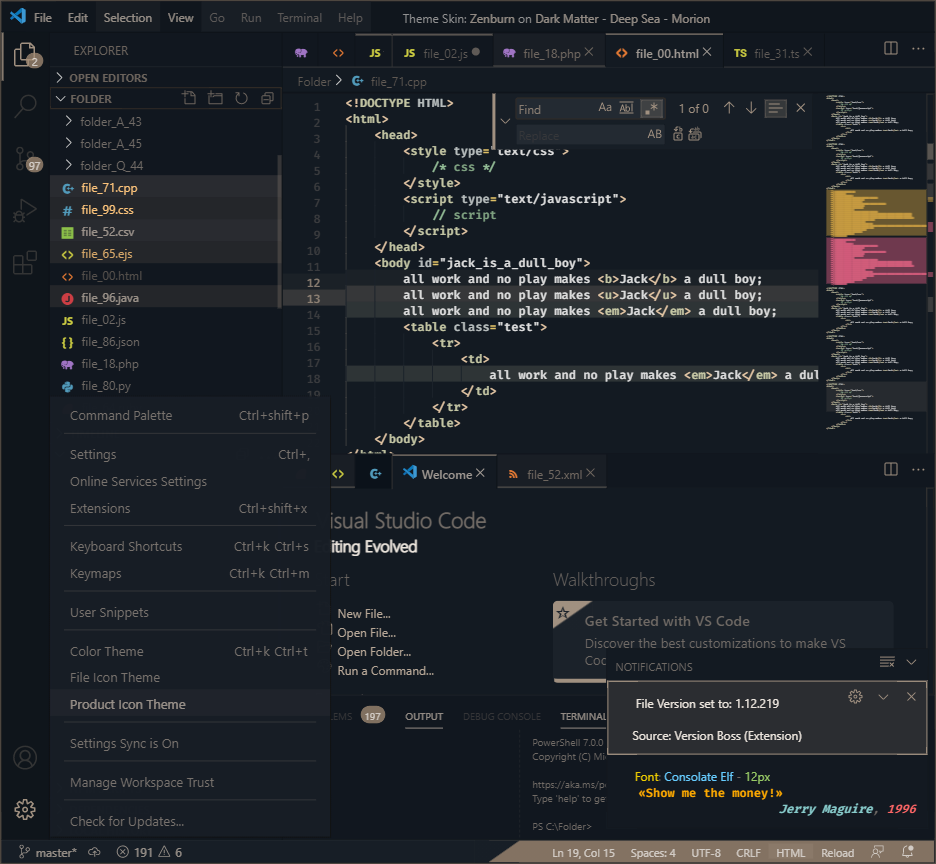 File Edit Selection View Go Run Terminal Help Theme Skin: Zenburn on Dark Matter - Deep Sea - Morion
2 EXPLORER JS JS file_02.js file_18.php file_00.html TS file_31.ts
OPEN EDITORS
Folder > file_71.cpp
FOLDER
folder_A_43
folder_A_45
97 folder_Q_44
file_71.cpp
# file_99.css
file_52.csv
file_65.ejs
file_00.html
file_96.java
JS file_02.js
{} file_86.json
file_18.php
file_80.py
Find Aa Abl .* 1 of 0
Replace AB
1 <!DOCTYPE HTML>
2 <html>
3 <head>
4 <style type="text/css">
5 /* css */
6 </style>
7 <script type="text/javascript">
8 // script
9 </script>
10 </head>
11 <body id="jack_is_a_dull_boy">
12 all work and no play makes <b>Jack</b> a dull boy;
13 all work and no play makes <u>Jack</u> a dull boy;
14 all work and no play makes <em>Jack</em> a dull boy;
15 <table class="test">
16 <tr>
17 <td>
18 all work and no play makes <em>Jack</em> a dul
19 </td>
</tr>
</table>
</body>
</html>
Command Palette Ctrl+shift+p
Settings Ctrl+,
Online Services Settings
Extensions Ctrl+shift+x
Keyboard Shortcuts Ctrl+k Ctrl+s
Keymaps Ctrl+k Ctrl+m
User Snippets
Color Theme Ctrl+k Ctrl+t
File Icon Theme
Product Icon Theme
Settings Sync is On
Manage Workspace Trust
Check for Updates...
Welcome file_52.xml
isual Studio Code
iting Evolved
art
New File...
Open File...
Open Folder...
Run a Command...
Walkthroughs
Get Started with VS Code
Discover the best customizations to make VS
Coc
NOTIFICATIONS
File Version set to: 1.12.219
Source: Version Boss (Extension)
LEMS 197 OUTPUT DEBUG CONSOLE TERMINAL
PowerShell 7.0.0
Copyright (C) Mi
https://aka.ms/p
Type 'help' to ge
PS C:\Folder>
Font: Consolate Elf - 12px
«Show me the money!»
Jerry Maguire, 1996
master* 191 6 Ln 19, Col 15 Spaces: 4 UTF-8 CRLF HTML Reload